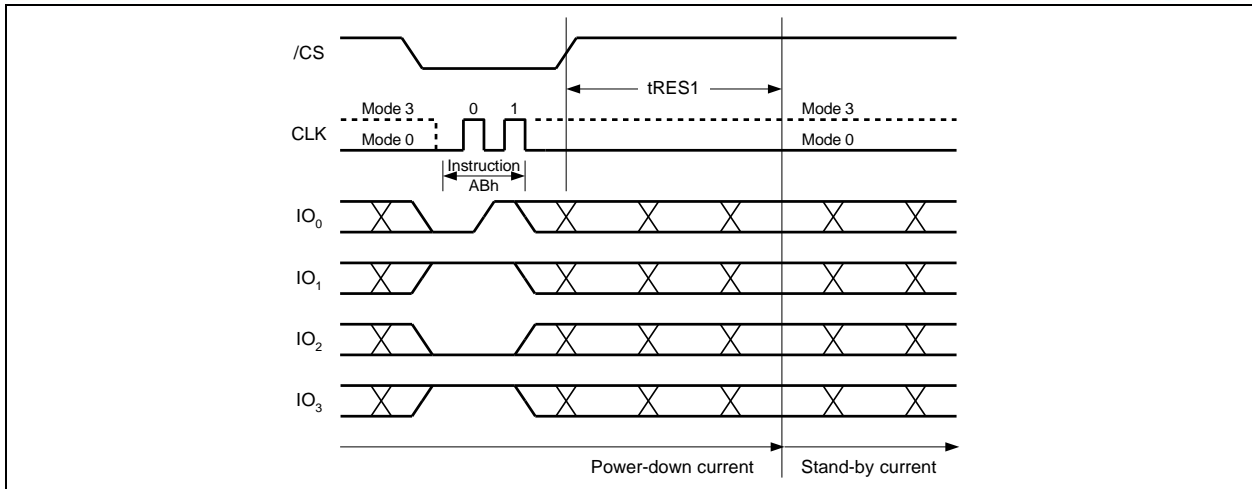 /CS
tRES1
Mode 3 0 1 Mode 3
CLK
Mode 0 Mode 0
Instruction
ABh
IO0
IO1
IO2
IO3
Power-down current Stand-by current